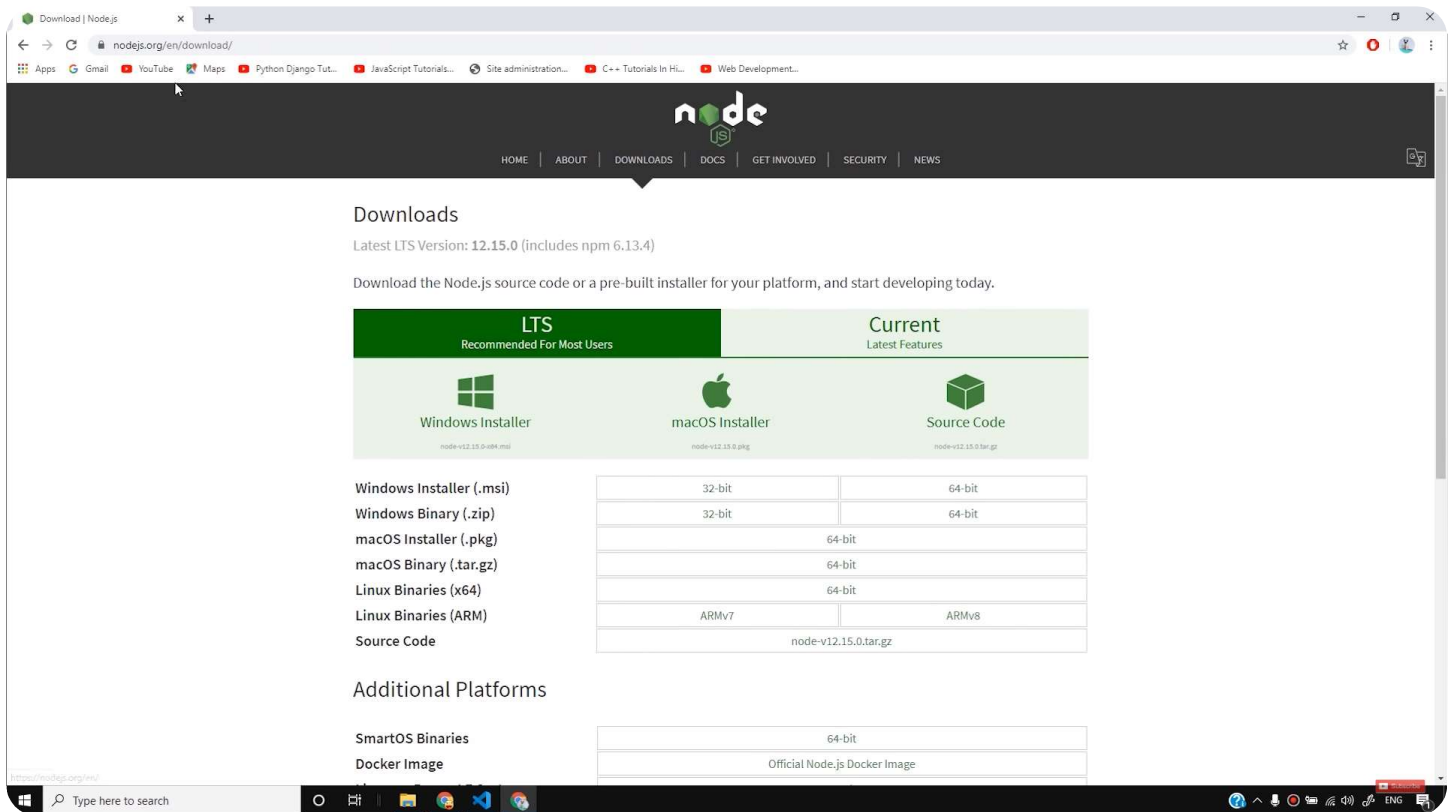 Download | Node.js
nodejs.org/en/download/
Apps Gmail YouTube Maps Python Django Tut... JavaScript Tutorials... Site administration... C++ Tutorials In Hi... Web Development...
node
JS
HOME ABOUT DOWNLOADS DOCS GET INVOLVED SECURITY NEWS
Downloads
Latest LTS Version: 12.15.0 (includes npm 6.13.4)
Download the Node.js source code or a pre-built installer for your platform, and start developing today.
LTS Current
Recommended For Most Users Latest Features
Windows Installer macOS Installer Source Code
node-v12.15.0-x64.msi node-v12.15.0.pkg node-v12.15.0.tar.gz
Windows Installer (.msi) 32-bit 64-bit
Windows Binary (.zip) 32-bit 64-bit
macOS Installer (.pkg) 64-bit
macOS Binary (.tar.gz) 64-bit
Linux Binaries (x64) 64-bit
Linux Binaries (ARM) ARMv7 ARMv8
Source Code node-v12.15.0.tar.gz
Additional Platforms
SmartOS Binaries 64-bit
Docker Image Official Node.js Docker Image
https://nodejs.org/en/
SUBSCRIBE
Type here to search ENG